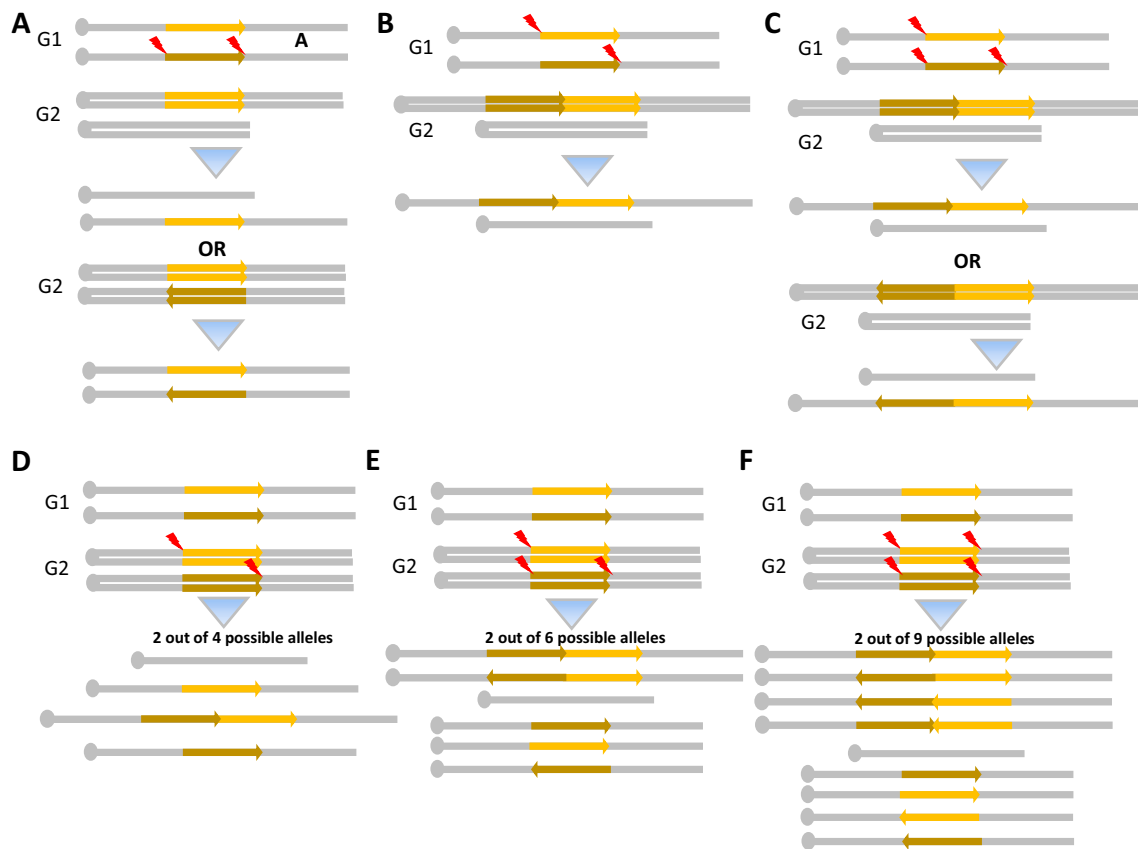 A
G1
A
G2
OR
G2
B
G1
G2
C
G1
G2
OR
G2
D
G1
G2
2 out of 4 possible alleles
E
G1
G2
2 out of 6 possible alleles
F
G1
G2
2 out of 9 possible alleles